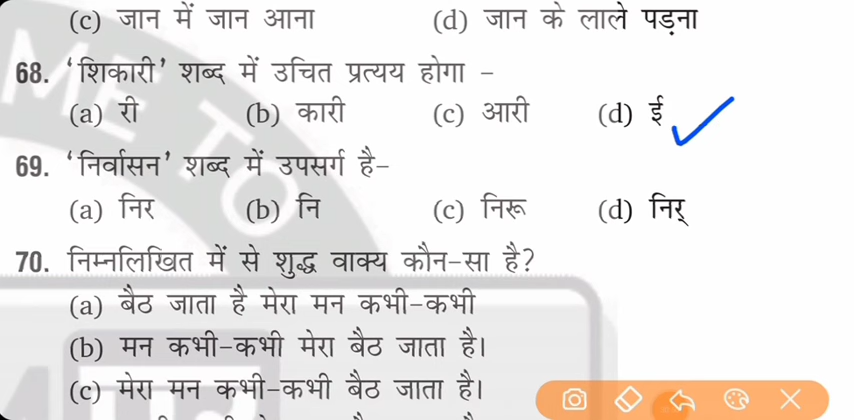 (c) जान में जान आना (d) जान के लाले पड़ना
68. ‘शिकारी’ शब्द में उचित प्रत्यय होगा –
(a) री (b) कारी (c) आरी (d) ई
69. ‘निर्वासन’ शब्द में उपसर्ग है–
(a) निर (b) नि (c) निरू (d) निर्
70. निम्नलिखित में से शुद्ध वाक्य कौन-सा है?
(a) बैठ जाता है मेरा मन कभी-कभी
(b) मन कभी-कभी मेरा बैठ जाता है।
(c) मेरा मन कभी-कभी बैठ जाता है।